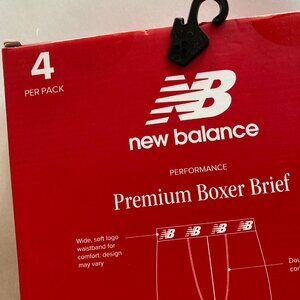 4
PER PACK
NB
new balance
PERFORMANCE
Premium Boxer Brief
Wide, soft logo
waistband for
comfort: design
may vary
NB NB NB NB